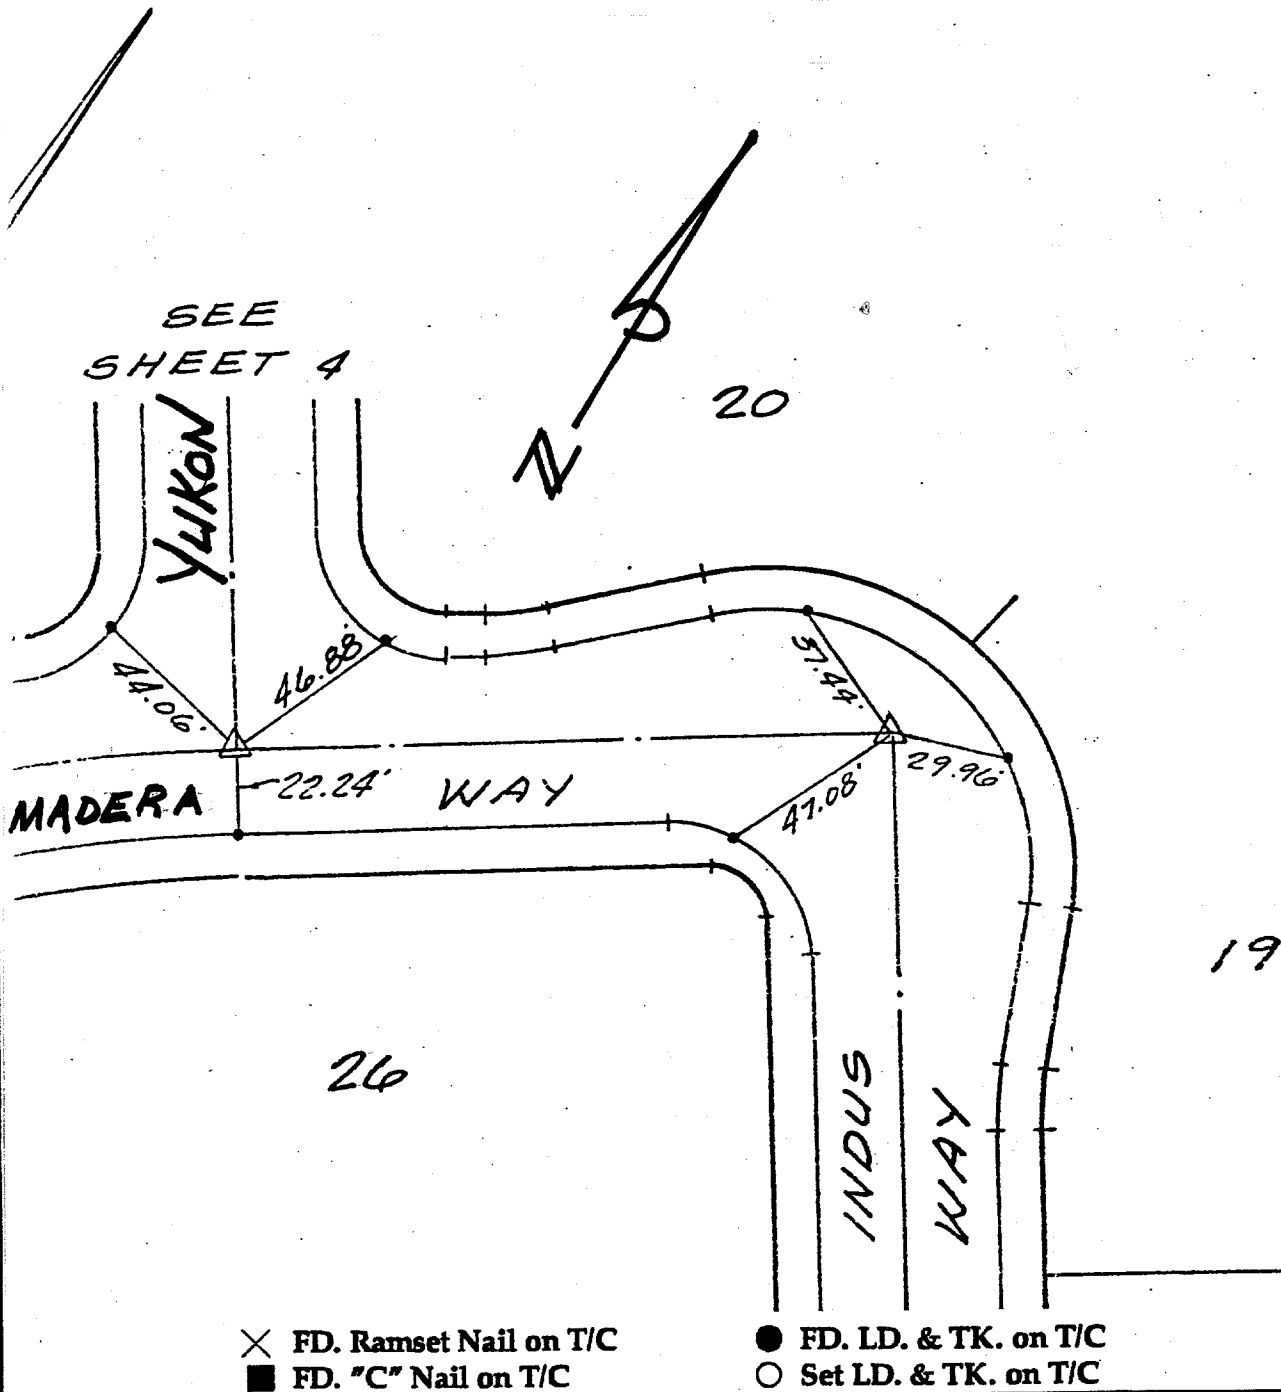 SEE
SHEET 4
YUKON
N
20
44.06'
46.88'
37.44'
29.96'
47.08'
22.24'
MADERA WAY
19
26
INDUS WAY
FD. Ramset Nail on T/C
FD. "C" Nail on T/C
FD. LD. & TK. on T/C
Set LD. & TK. on T/C